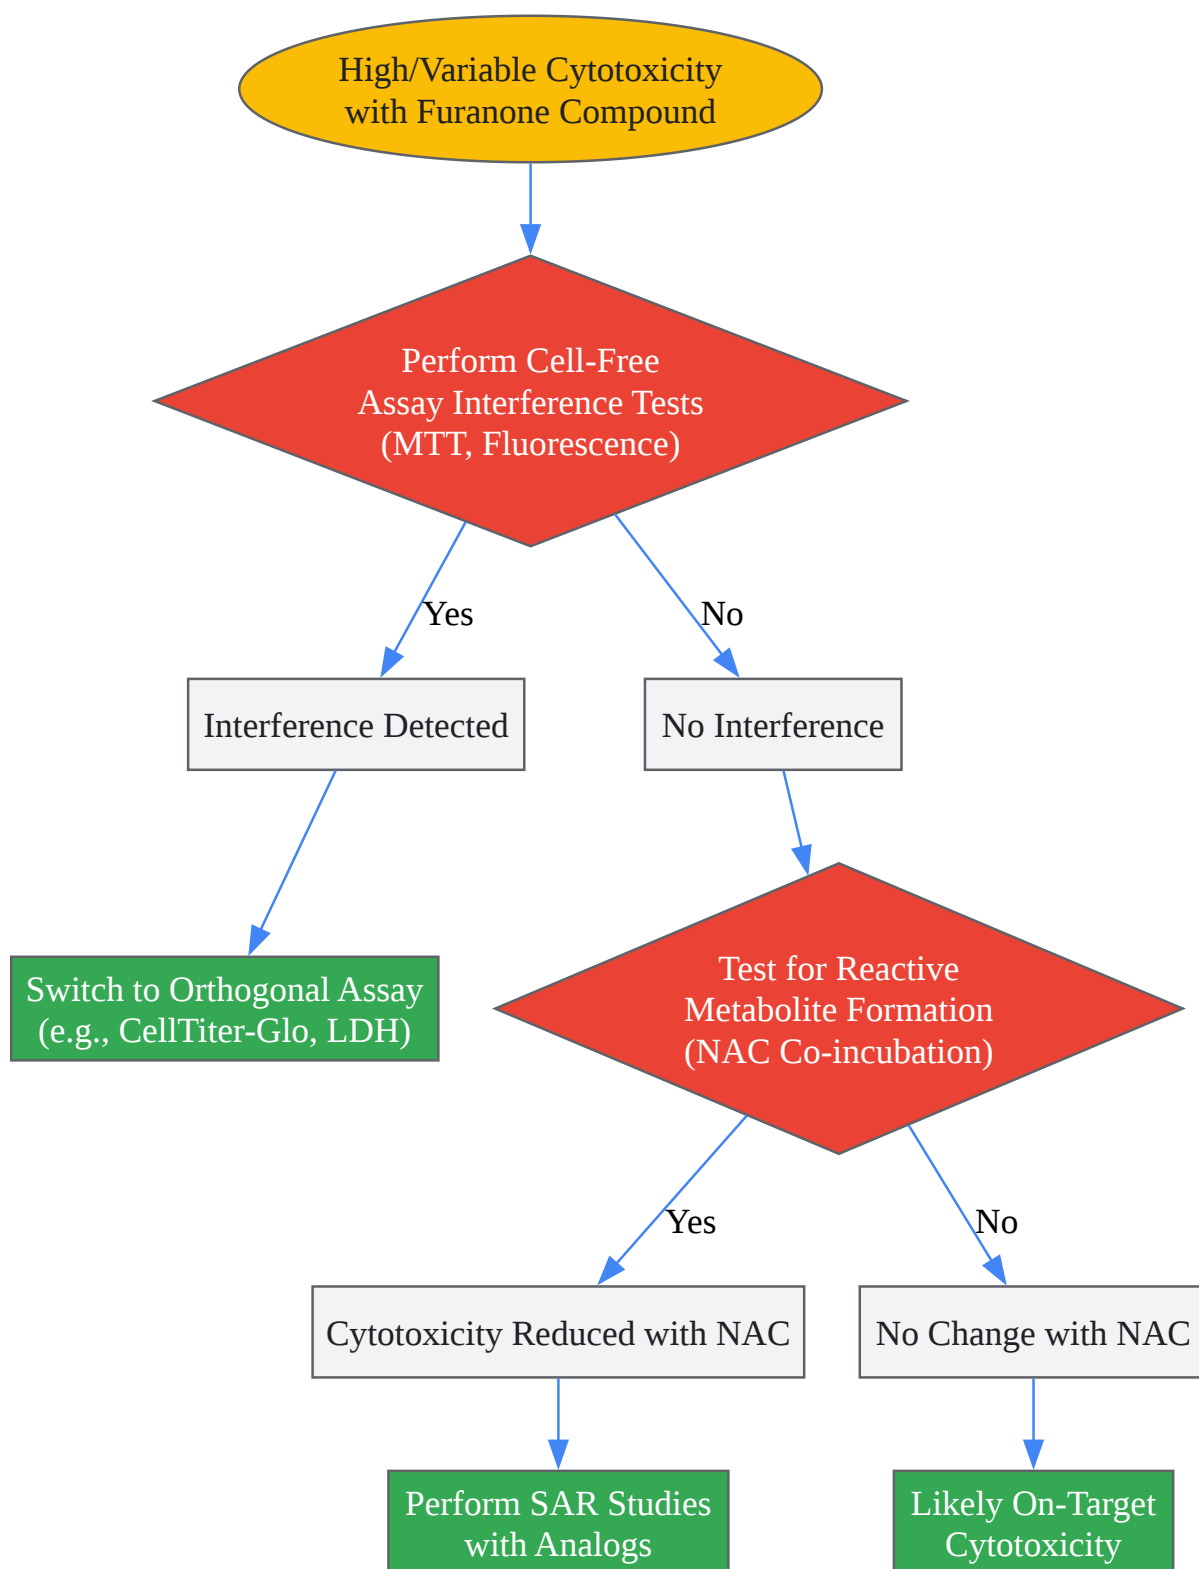 High/Variable Cytotoxicity
with Furanone Compound
Perform Cell-Free
Assay Interference Tests
(MTT, Fluorescence)
Yes
No
Interference Detected
No Interference
Switch to Orthogonal Assay
(e.g., CellTiter-Glo, LDH)
Test for Reactive
Metabolite Formation
(NAC Co-incubation)
Yes
No
Cytotoxicity Reduced with NAC
No Change with NAC
Perform SAR Studies
with Analogs
Likely On-Target
Cytotoxicity